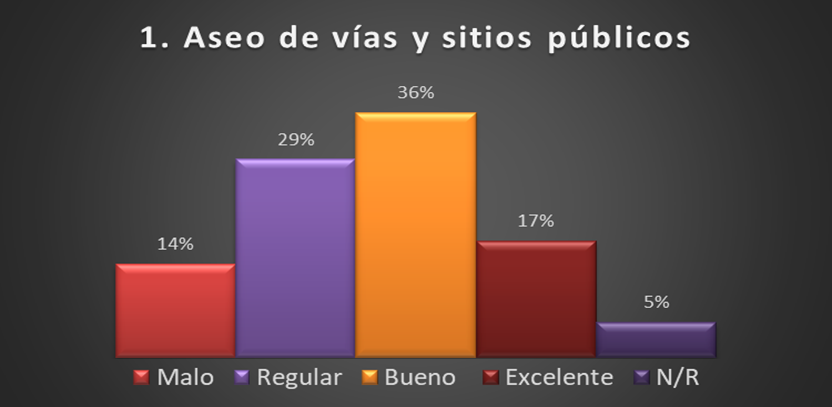 1. Aseo de vías y sitios públicos
36%
29%
17%
14%
5%
Malo Regular Bueno Excelente N/R